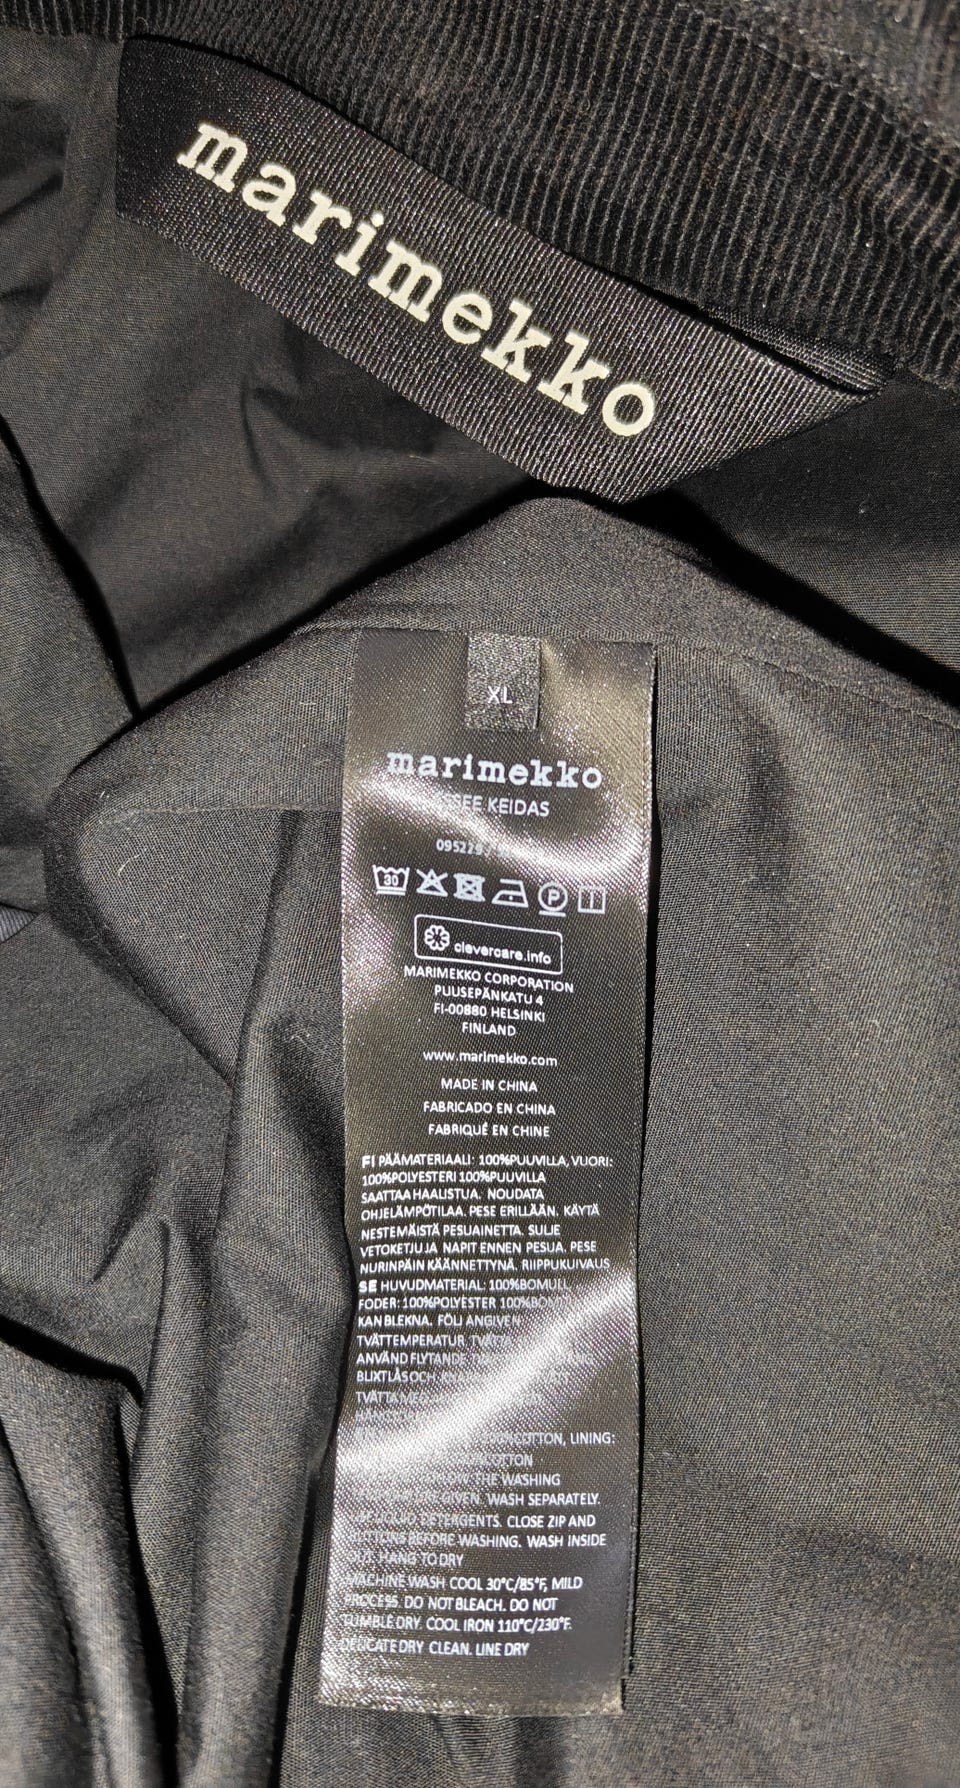 marimekko
XL
marimekko
KEIDAS
30
P
clevercare.info
MARIMEKKO CORPORATION
PUUSEPÄNKATU 4
FI-00880 HELSINKI
FINLAND
www.marimekko.com
MADE IN CHINA
FABRICADO EN CHINA
FABRIQUÉ EN CHINE
FI PÄÄMATERIAALI: 100%PUUVILLA, VUORI:
100%POLYESTERI 100%PUUVILLA
SAATTAA HAALISTUA. NOUDATA
OHJELÄMPÖTILAA. PESE ERILLÄÄN. KÄYTÄ
NESTEMÄISTÄ PESUAINETTA. SULJE
VETOKETJU JA NAPIT ENNEN PESUA. PESE
NURINPÄIN KÄÄNNETTYNÄ. RIIPPUKUIVAUS
SE HUVUDMATERIAL: 100%BOMULL,
FODER: 100%POLYESTER
KAN BLEKNA. FÖLJ ANGIVEN
TVÄTTEMPERATUR.
ANVÄND FLYTANDE
BLIXTLÅS OCH
TVÄTTA
COTTON, LINING:
COTTON
THE WASHING
GIVEN. WASH SEPARATELY.
DETERGENTS. CLOSE ZIP AND
BEFORE WASHING. WASH INSIDE
OUT. HANG TO DRY
MACHINE WASH COOL 30°C/85°F, MILD
PROCESS. DO NOT BLEACH. DO NOT
TUMBLE DRY. COOL IRON 110°C/230°F.
DELICATE DRY CLEAN. LINE DRY